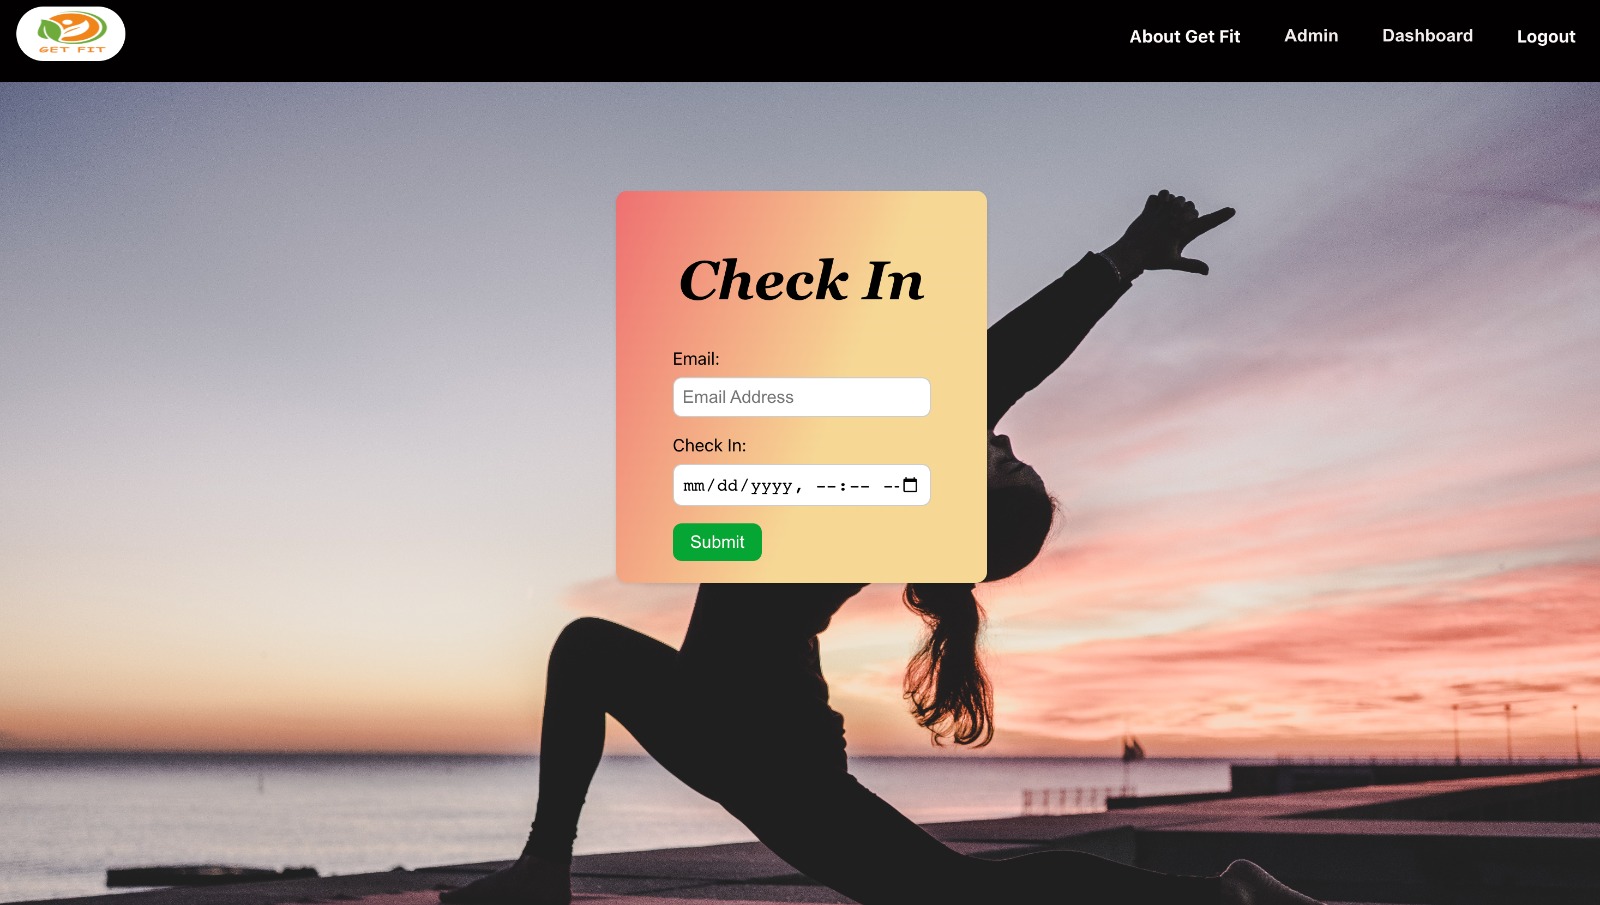 GET FIT
About Get Fit
Admin
Dashboard
Logout
Check In
Email:
Email Address
Check In:
mm/dd/yyyy, --:-- --
Submit